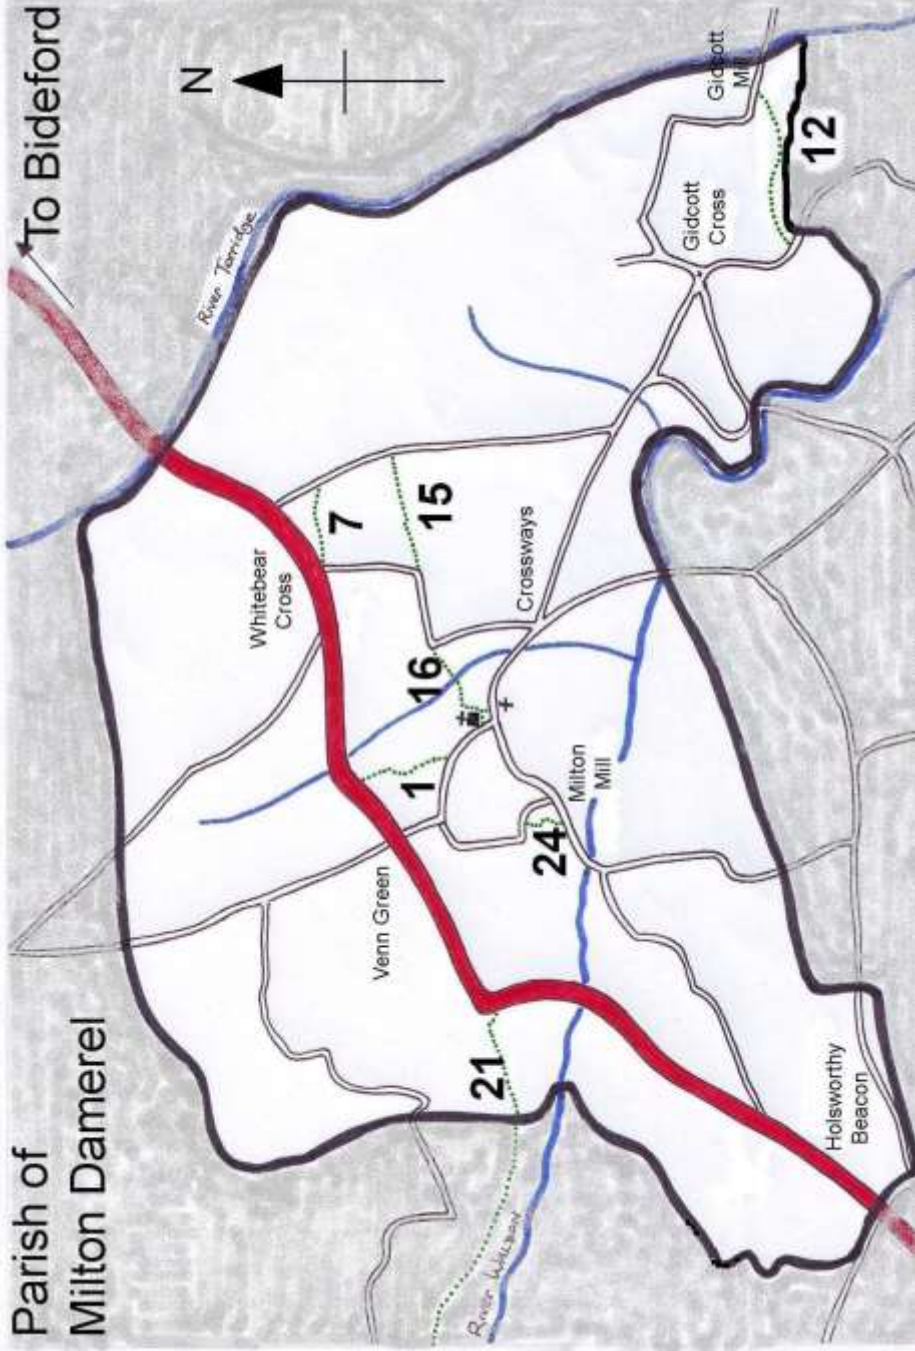 Parish of
Milton Damerel
To Bideford
N
River Torridge
Whitebear
Cross
7
Venn Green
1
16
15
21
24
Crossways
Milton
Mill
River Waldon
Gidcott
Cross
Gidcott
Mill
12
Holsworthy
Beacon